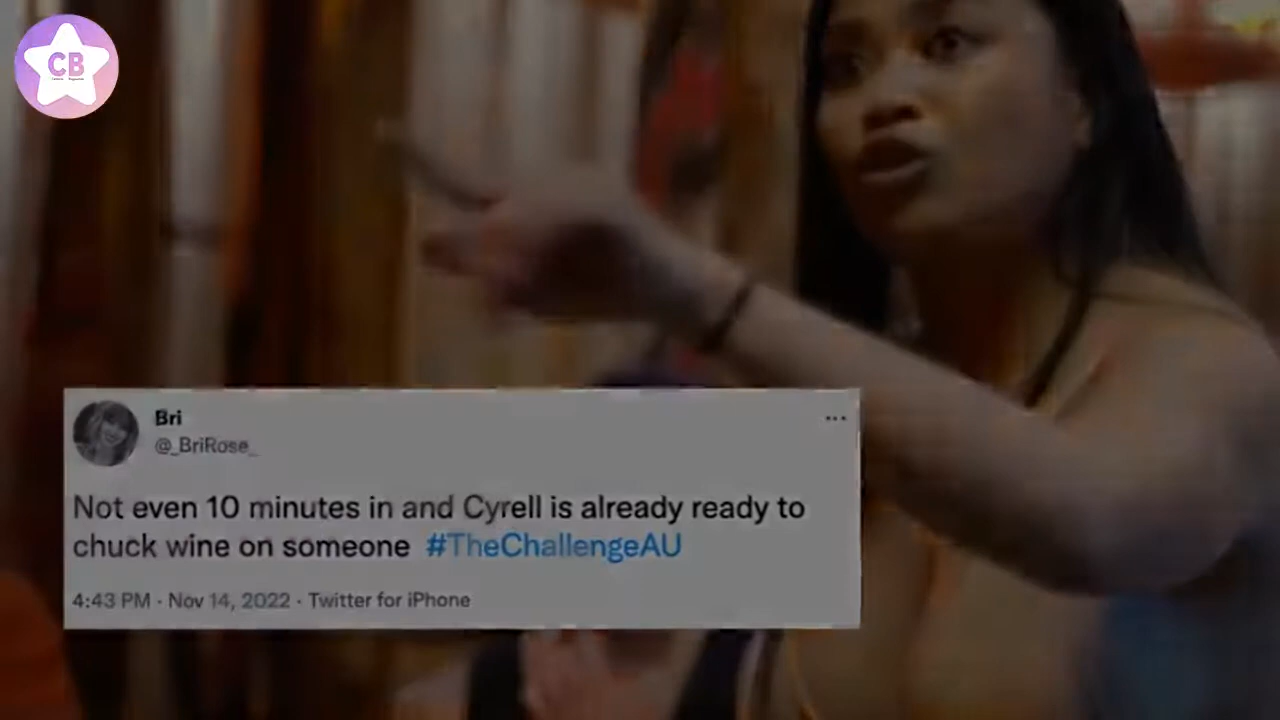 CB
Bri
@_BriRose_
Not even 10 minutes in and Cyrell is already ready to
chuck wine on someone #TheChallengeAU
4:43 PM · Nov 14, 2022 · Twitter for iPhone